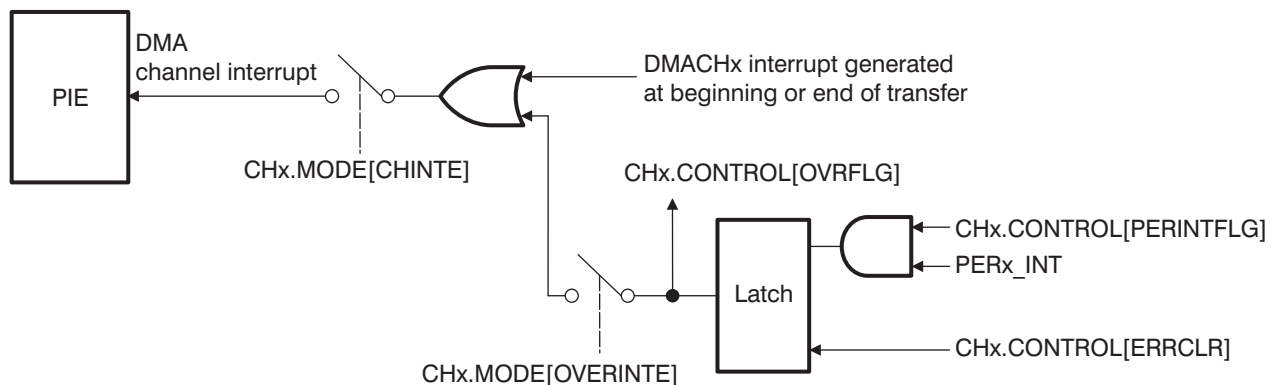 PIE
DMA
channel interrupt
DMACHx interrupt generated
at beginning or end of transfer
CHx.MODE[CHINTE]
CHx.CONTROL[OVRFLG]
CHx.CONTROL[PERINTFLG]
PERx_INT
Latch
CHx.CONTROL[ERRCLR]
CHx.MODE[OVERINTE]